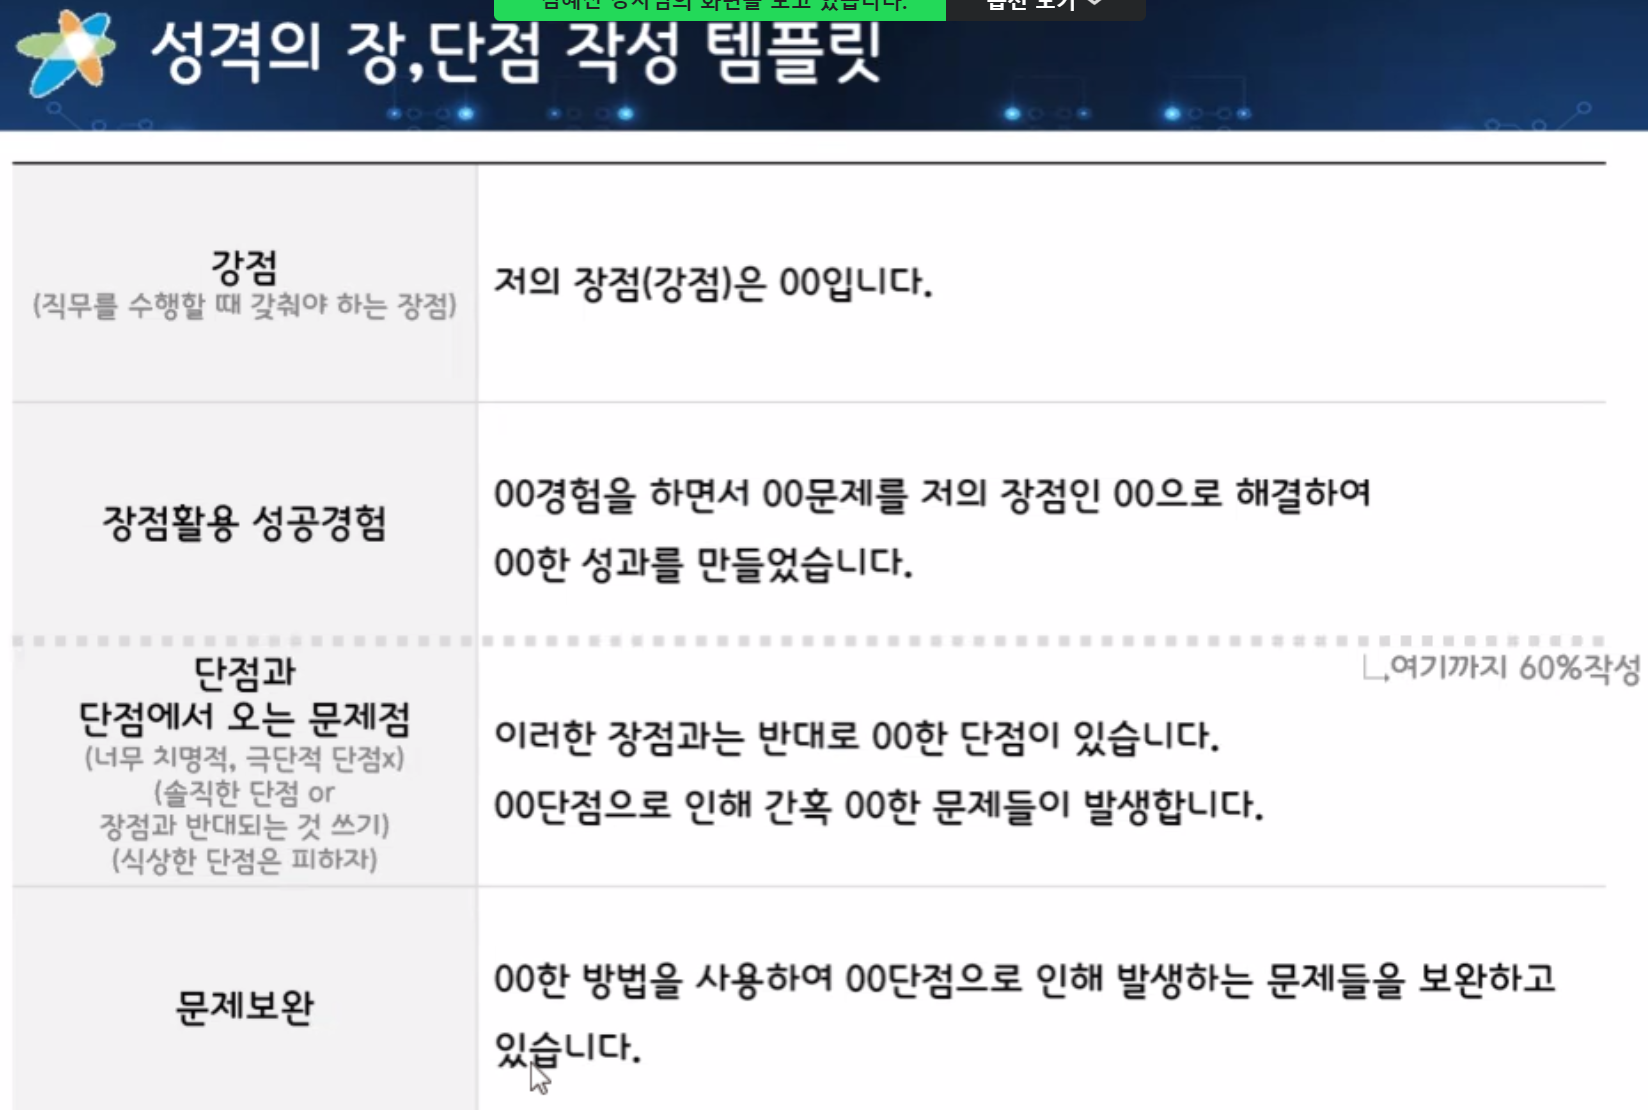 화면을 보고 있습니다.
옵션 보기
성격의 장,단점 작성 템플릿
강점
(직무를 수행할 때 갖춰야 하는 장점)
저의 장점(강점)은 00입니다.
장점활용 성공경험
00경험을 하면서 00문제를 저의 장점인 00으로 해결하여
00한 성과를 만들었습니다.
여기까지 60%작성
단점과
단점에서 오는 문제점
(너무 치명적, 극단적 단점x)
(솔직한 단점 or
장점과 반대되는 것 쓰기)
(식상한 단점은 피하자)
이러한 장점과는 반대로 00한 단점이 있습니다.
00단점으로 인해 간혹 00한 문제들이 발생합니다.
문제보완
00한 방법을 사용하여 00단점으로 인해 발생하는 문제들을 보완하고
있습니다.